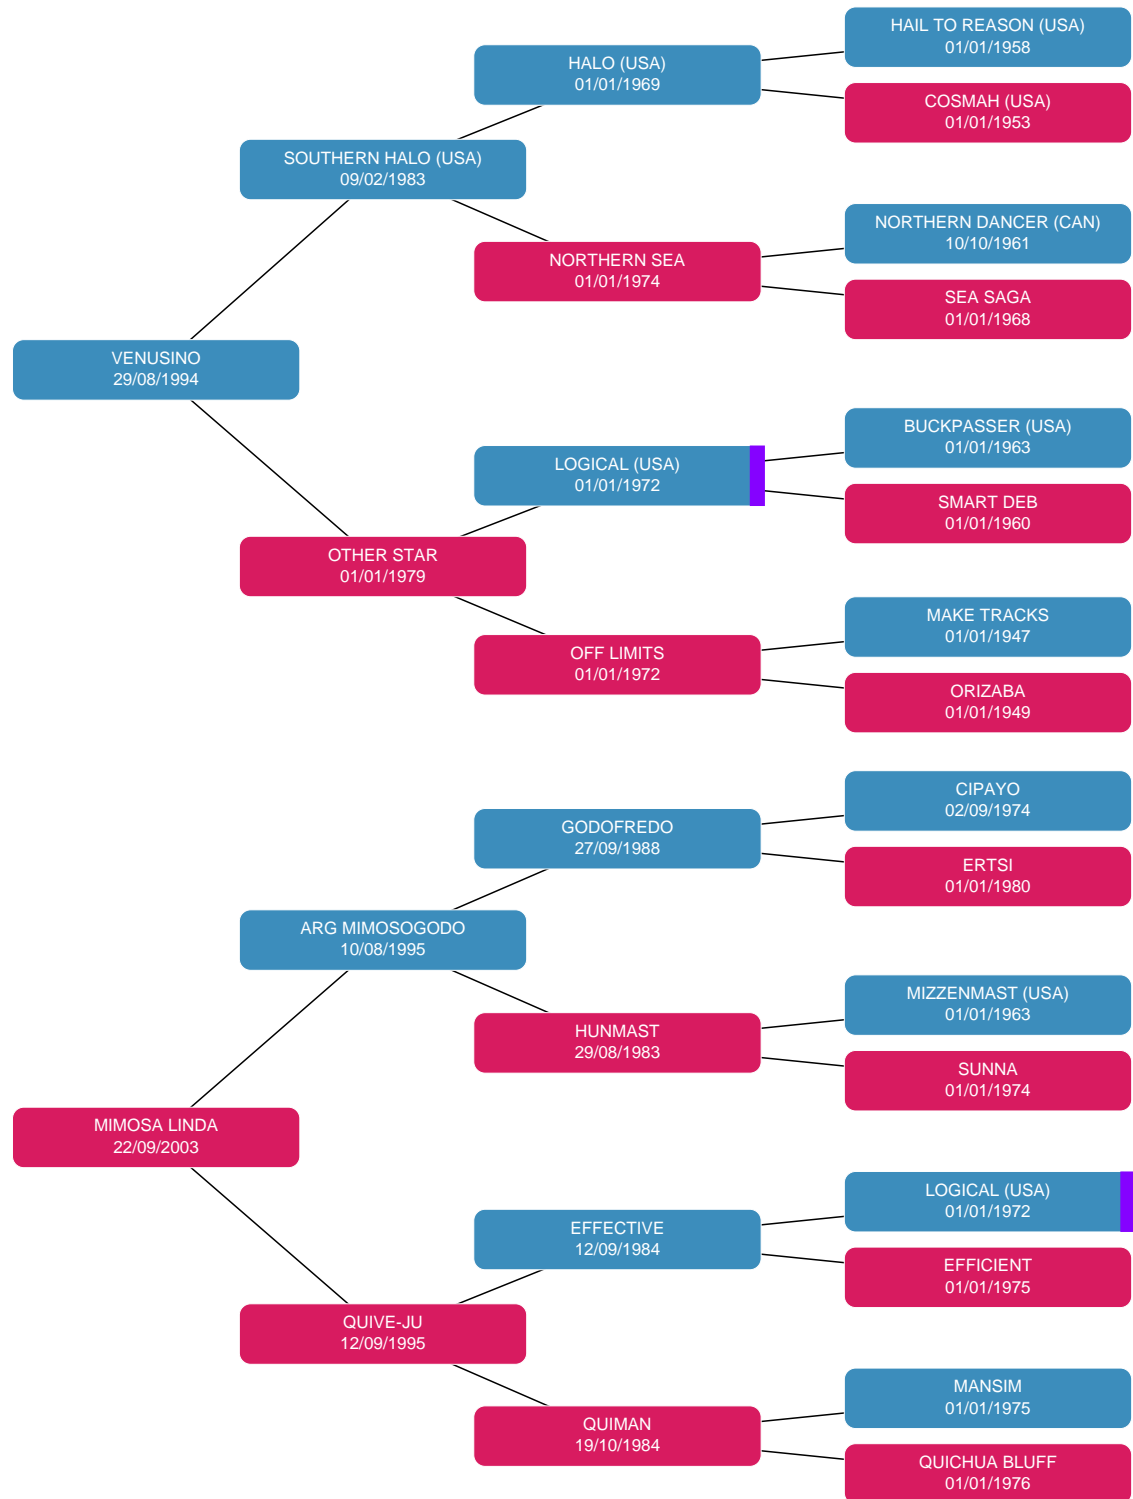 HAIL TO REASON (USA)
01/01/1958
HALO (USA)
01/01/1969
COSMAH (USA)
01/01/1953
SOUTHERN HALO (USA)
09/02/1983
NORTHERN DANCER (CAN)
10/10/1961
NORTHERN SEA
01/01/1974
SEA SAGA
01/01/1968
VENUSINO
29/08/1994
BUCKPASSER (USA)
01/01/1963
LOGICAL (USA)
01/01/1972
SMART DEB
01/01/1960
OTHER STAR
01/01/1979
MAKE TRACKS
01/01/1947
OFF LIMITS
01/01/1972
ORIZABA
01/01/1949
CIPAYO
02/09/1974
GODOFREDO
27/09/1988
ERTSI
01/01/1980
ARG MIMOSOGODO
10/08/1995
MIZZENMAST (USA)
01/01/1963
HUNMAST
29/08/1983
SUNNA
01/01/1974
MIMOSA LINDA
22/09/2003
LOGICAL (USA)
01/01/1972
EFFECTIVE
12/09/1984
EFFICIENT
01/01/1975
QUIVE-JU
12/09/1995
MANSIM
01/01/1975
QUIMAN
19/10/1984
QUICHUA BLUFF
01/01/1976